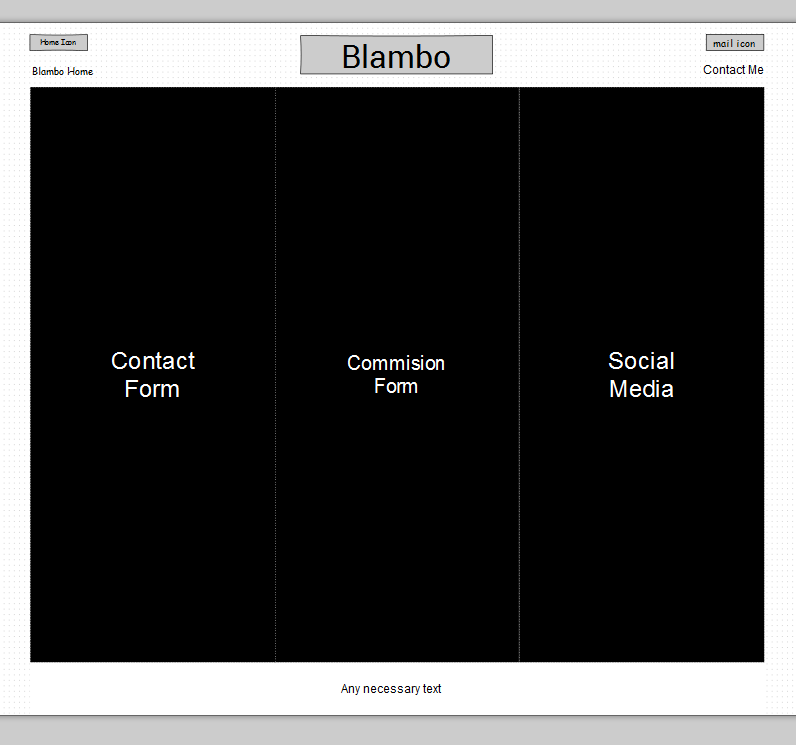 Home Icon
Blambo
mail icon
Blambo Home
Contact Me
Contact
Form
Commision
Form
Social
Media
Any necessary text